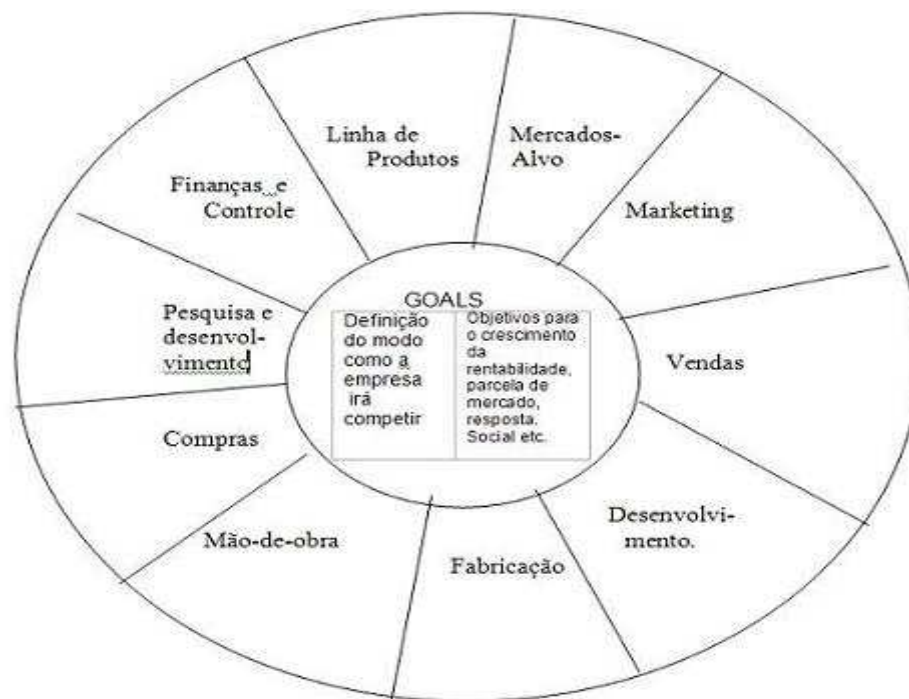 Linha de
Produtos
Mercados-
Alvo
Marketing
Vendas
Desenvolvi-
mento.
Fabricação
Mão-de-obra
Compras
Pesquisa e
desenvol-
vimento
Finanças e
Controle
GOALS
Definição
do modo
como a
empresa
irá
competir
Objetivos para
o crescimento
da
rentabilidade,
parcela de
mercado,
resposta.
Social etc.